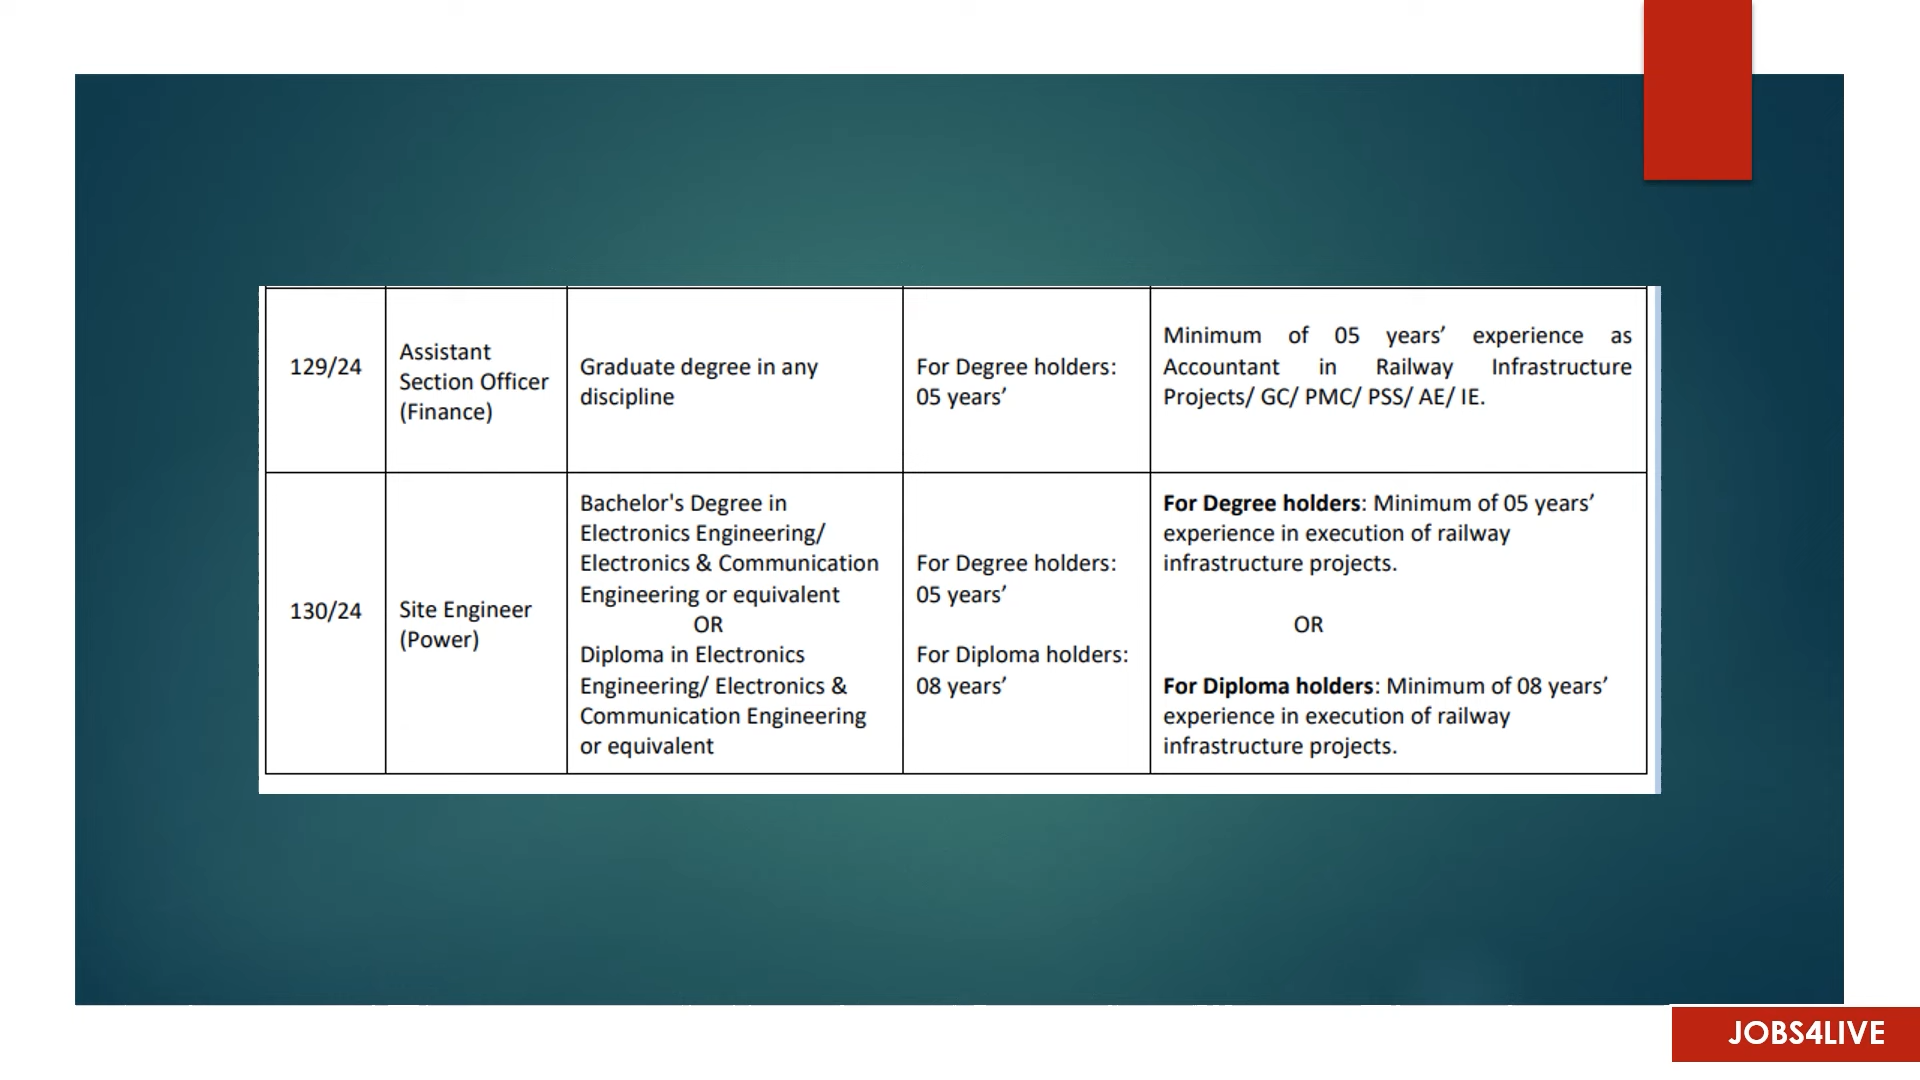 129/24
Assistant
Section Officer
(Finance)
Graduate degree in any
discipline
For Degree holders:
05 years’
Minimum of 05 years’ experience as
Accountant in Railway Infrastructure
Projects/ GC/ PMC/ PSS/ AE/ IE.
130/24
Site Engineer
(Power)
Bachelor's Degree in
Electronics Engineering/
Electronics & Communication
Engineering or equivalent
OR
Diploma in Electronics
Engineering/ Electronics &
Communication Engineering
or equivalent
For Degree holders:
05 years’
For Diploma holders:
08 years’
For Degree holders: Minimum of 05 years’
experience in execution of railway
infrastructure projects.
OR
For Diploma holders: Minimum of 08 years’
experience in execution of railway
infrastructure projects.
JOBS4LIVE